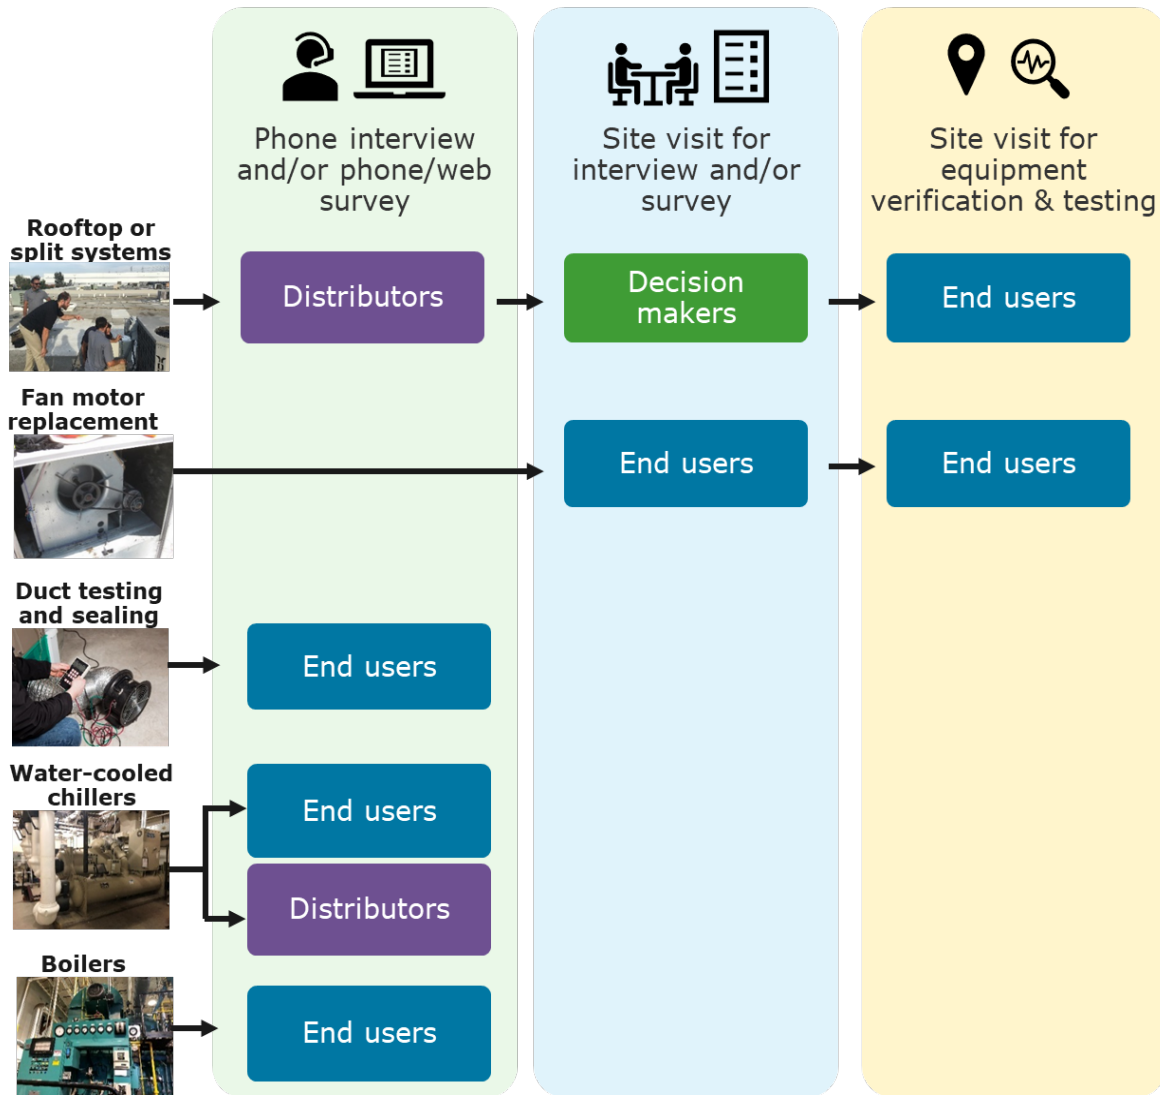 Phone interview
and/or phone/web
survey
Site visit for
interview and/or
survey
Site visit for
equipment
verification & testing
Rooftop or
split systems
Distributors
Decision
makers
End users
Fan motor
replacement
End users
End users
Duct testing
and sealing
End users
Water-cooled
chillers
End users
Distributors
Boilers
End users